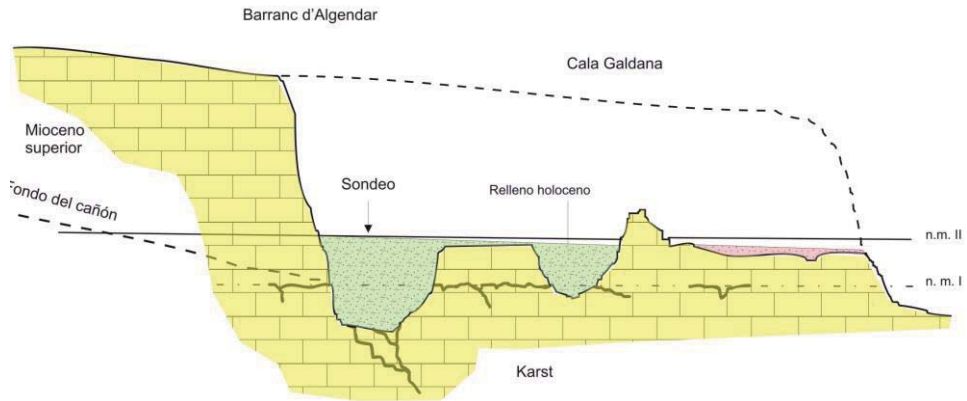 Barranc d'Algendar
Cala Galdana
Mioceno
superior
Sondeo
Relleno holoceno
Fondo del cañón
n.m. II
n. m. I
Karst